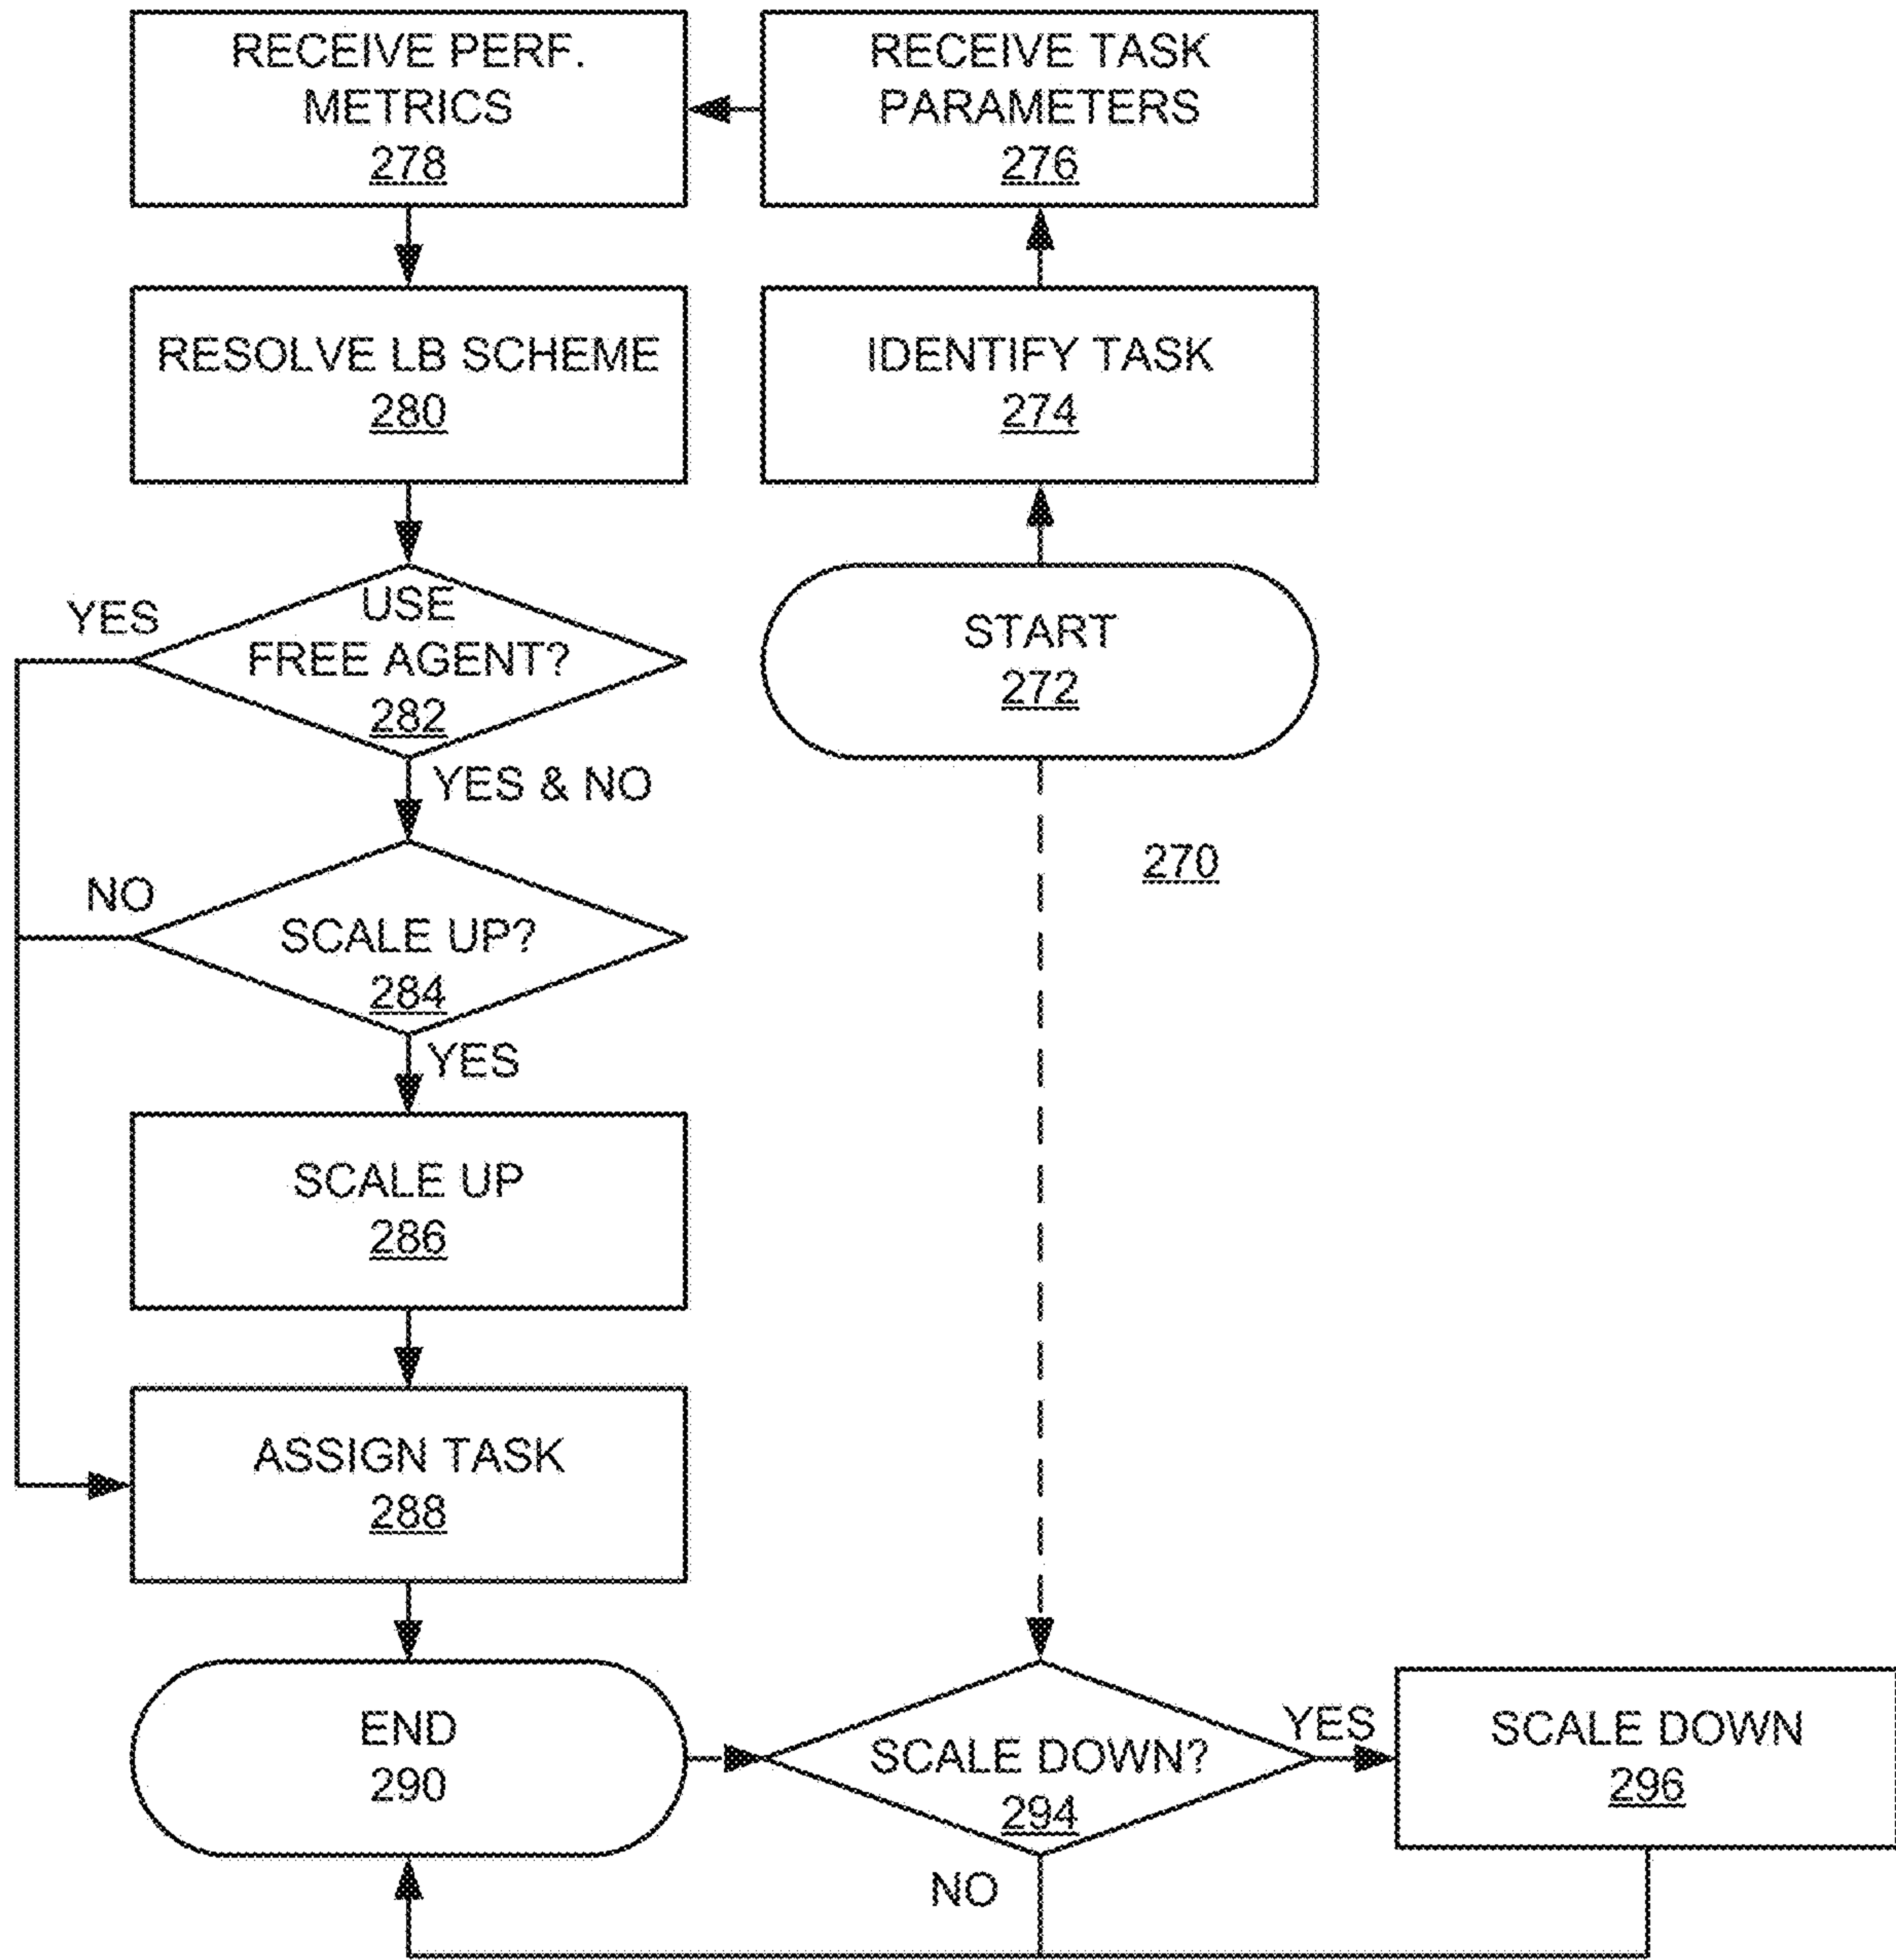 RECEIVE PERF.
METRICS
278
RECEIVE TASK
PARAMETERS
276
RESOLVE LB SCHEME
280
IDENTIFY TASK
274
YES
USE
FREE AGENT?
282
START
272
YES & NO
270
NO
SCALE UP?
284
YES
SCALE UP
286
ASSIGN TASK
288
END
290
SCALE DOWN?
294
YES
SCALE DOWN
296
NO